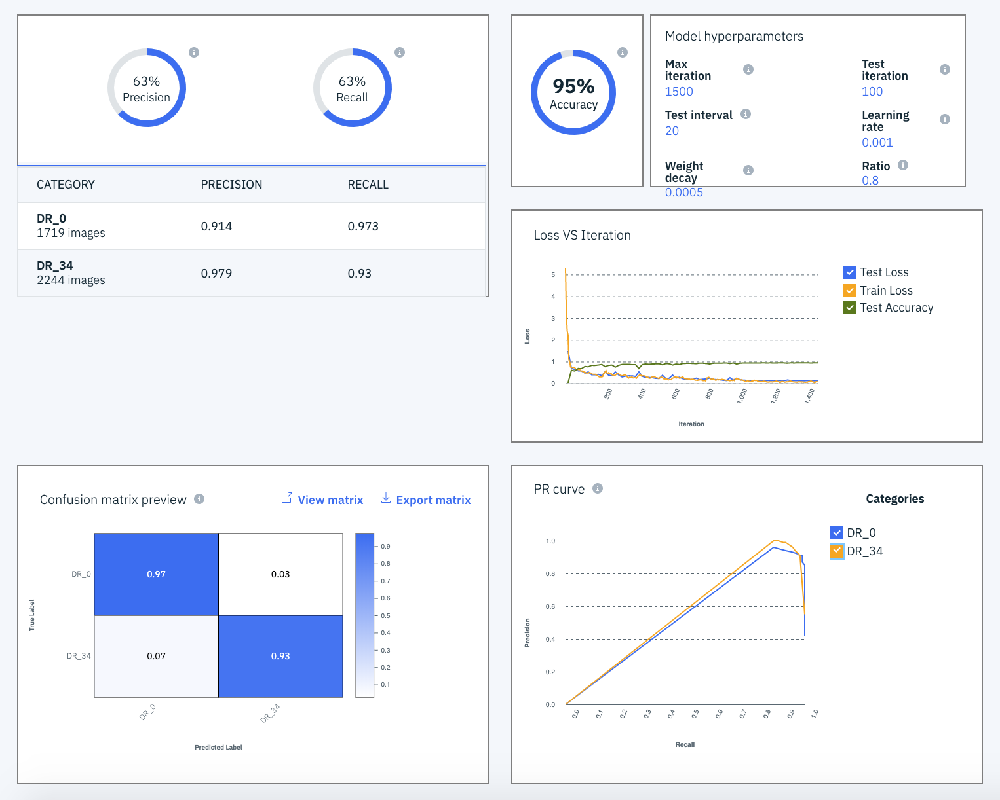 63%
Precision
63%
Recall
CATEGORY PRECISION RECALL
DR_0
1719 images
0.914 0.973
DR_34
2244 images
0.979 0.93
95%
Accuracy
Model hyperparameters
Max iteration
1500
Test iteration
100
Test interval
20
Learning rate
0.001
Weight decay
0.0005
Ratio
0.8
Loss VS Iteration
Test Loss
Train Loss
Test Accuracy
5
4
3
2
1
0
Loss
200 400 600 800 1,000 1,200 1,400
Iteration
Confusion matrix preview
View matrix
Export matrix
True Label
DR_0
0.97 0.03
DR_34
0.07 0.93
DR_0 DR_34
Predicted Label
0.9
0.8
0.7
0.6
0.5
0.4
0.3
0.2
0.1
PR curve
Categories
DR_0
DR_34
1.0
0.8
0.6
0.4
0.2
0.0
Precision
0.0 0.1 0.2 0.3 0.4 0.5 0.6 0.7 0.8 0.9 1.0
Recall